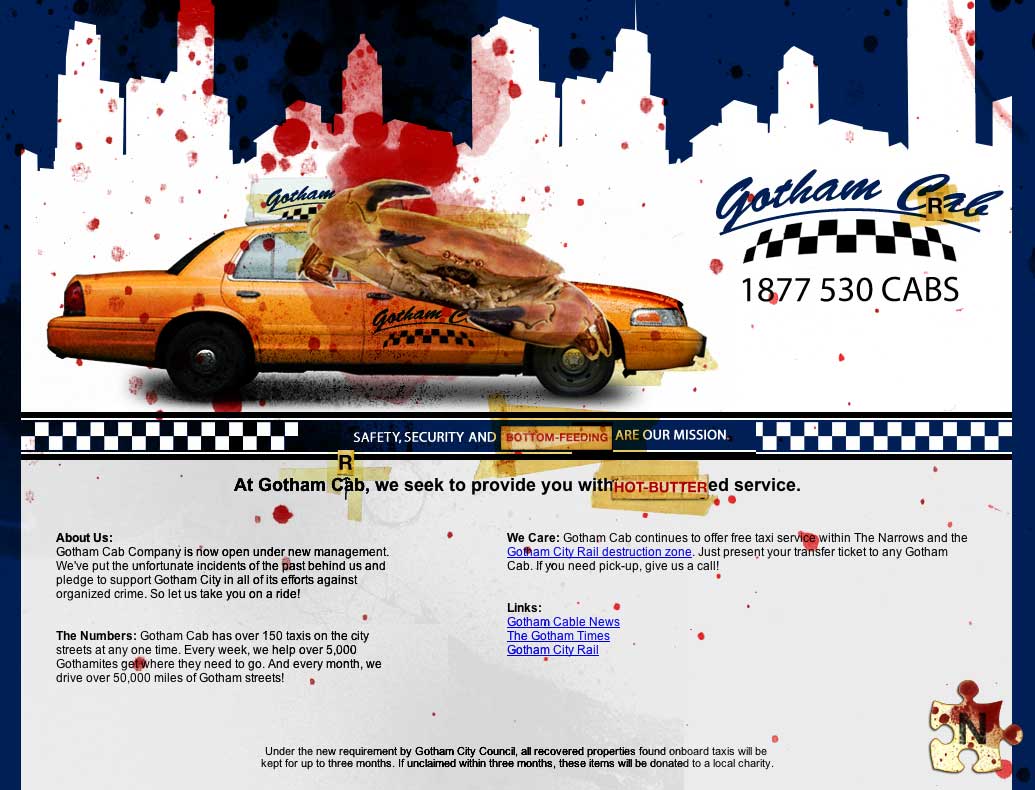 Gotham
Gotham CRab
1877 530 CABS
Gotham C
SAFETY, SECURITY AND BOTTOM-FEEDING ARE OUR MISSION.
R
At Gotham Cab, we seek to provide you with HOT-BUTTERed service.
About Us:
Gotham Cab Company is now open under new management.
We've put the unfortunate incidents of the past behind us and
pledge to support Gotham City in all of its efforts against
organized crime. So let us take you on a ride!
The Numbers: Gotham Cab has over 150 taxis on the city
streets at any one time. Every week, we help over 5,000
Gothamites get where they need to go. And every month, we
drive over 50,000 miles of Gotham streets!
We Care: Gotham Cab continues to offer free taxi service within The Narrows and the
Gotham City Rail destruction zone. Just present your transfer ticket to any Gotham
Cab. If you need pick-up, give us a call!
Links:
Gotham Cable News
The Gotham Times
Gotham City Rail
N
Under the new requirement by Gotham City Council, all recovered properties found onboard taxis will be
kept for up to three months. If unclaimed within three months, these items will be donated to a local charity.